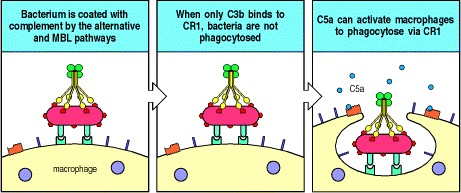 Bacterium is coated with
complement by the alternative
and MBL pathways
When only C3b binds to
CR1, bacteria are not
phagocytosed
C5a can activate macrophages
to phagocytose via CR1
macrophage
C5a